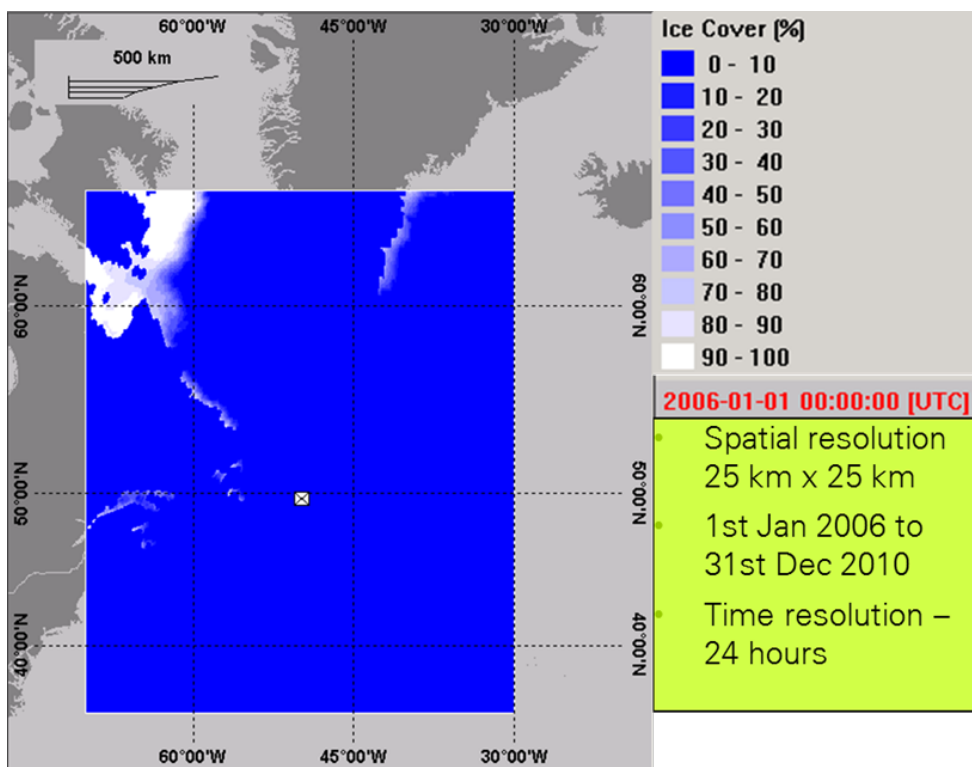 60°00'W 45°00'W 30°00'W
500 km
60°00'N
60°00'N
50°00'N
50°00'N
40°00'N
40°00'N
60°00'W 45°00'W 30°00'W
Ice Cover [%]
0 - 10
10 - 20
20 - 30
30 - 40
40 - 50
50 - 60
60 - 70
70 - 80
80 - 90
90 - 100
2006-01-01 00:00:00 [UTC]
• Spatial resolution
25 km x 25 km
• 1st Jan 2006 to
31st Dec 2010
• Time resolution –
24 hours